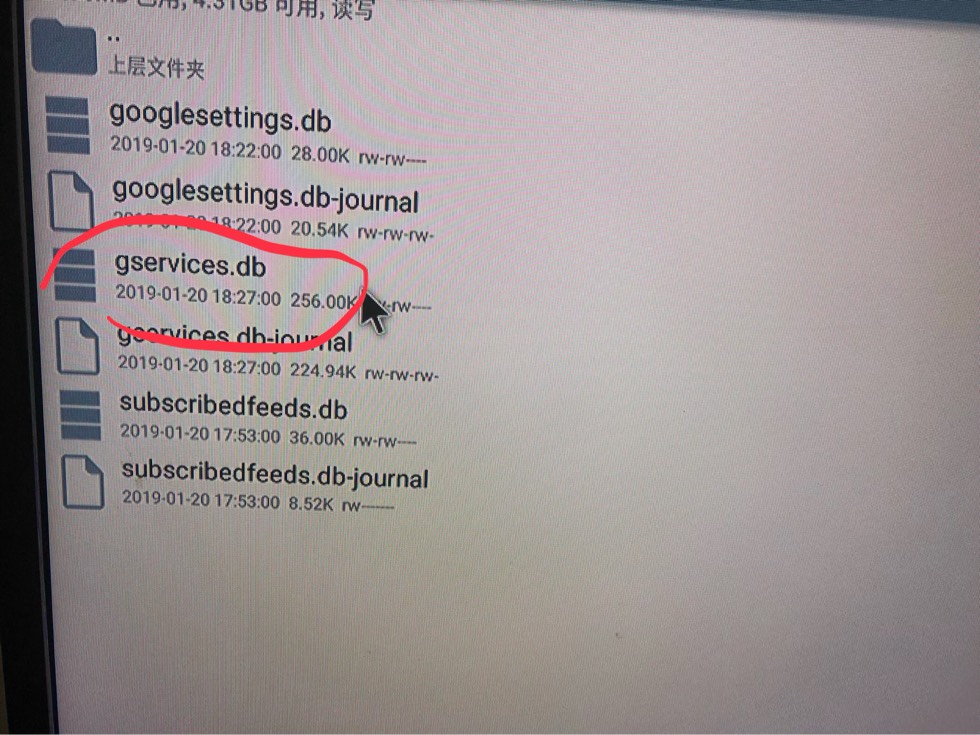 已用, 4.31GB 可用, 读写
..
上层文件夹
googlesettings.db
2019-01-20 18:22:00 28.00K rw-rw----
googlesettings.db-journal
2019-01-20 18:22:00 20.54K rw-rw-rw-
gservices.db
2019-01-20 18:27:00 256.00K -rw----
gservices.db-journal
2019-01-20 18:27:00 224.94K rw-rw-rw-
subscribedfeeds.db
2019-01-20 17:53:00 36.00K rw-rw----
subscribedfeeds.db-journal
2019-01-20 17:53:00 8.52K rw-------